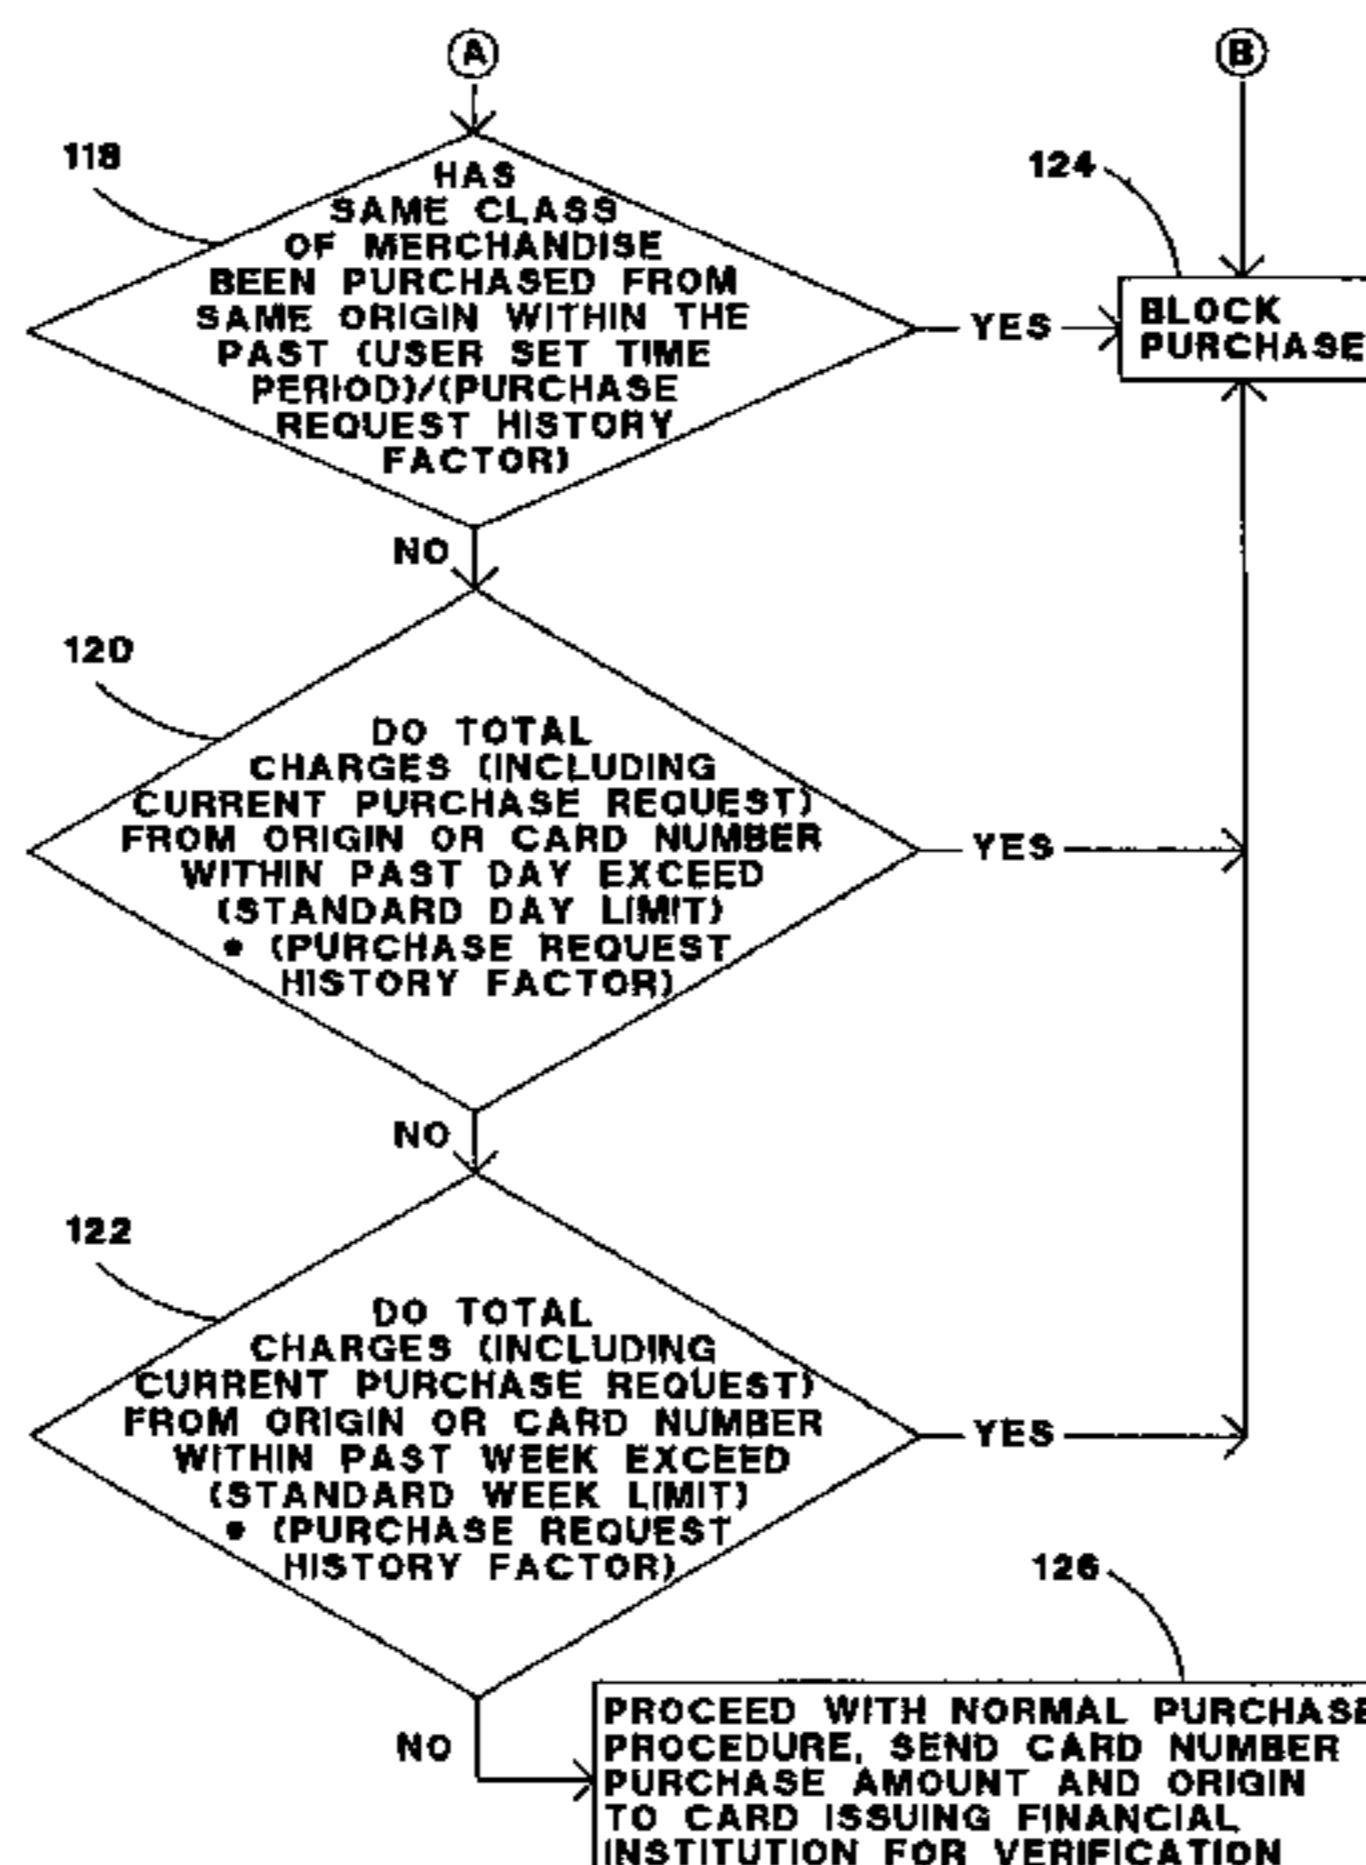 A
B
118
HAS
SAME CLASS
OF MERCHANDISE
BEEN PURCHASED FROM
SAME ORIGIN WITHIN THE
PAST (USER SET TIME
PERIOD)/(PURCHASE
REQUEST HISTORY
FACTOR)
YES
124
BLOCK
PURCHASE
NO
120
DO TOTAL
CHARGES (INCLUDING
CURRENT PURCHASE REQUEST)
FROM ORIGIN OR CARD NUMBER
WITHIN PAST DAY EXCEED
(STANDARD DAY LIMIT)
• (PURCHASE REQUEST
HISTORY FACTOR)
YES
NO
122
DO TOTAL
CHARGES (INCLUDING
CURRENT PURCHASE REQUEST)
FROM ORIGIN OR CARD NUMBER
WITHIN PAST WEEK EXCEED
(STANDARD WEEK LIMIT)
• (PURCHASE REQUEST
HISTORY FACTOR)
YES
NO
126
PROCEED WITH NORMAL PURCHASE
PROCEDURE, SEND CARD NUMBER
PURCHASE AMOUNT AND ORIGIN
TO CARD ISSUING FINANCIAL
INSTITUTION FOR VERIFICATION